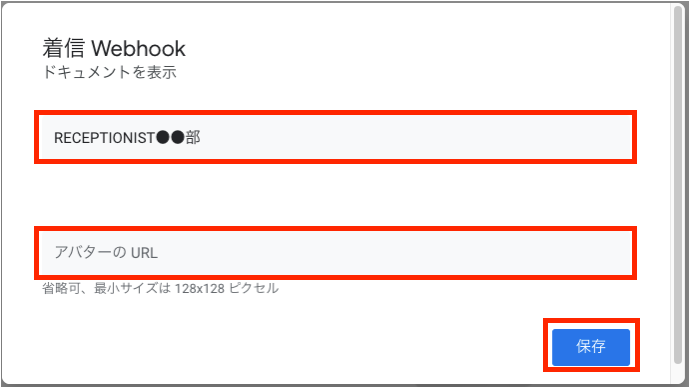 着信 Webhook
ドキュメントを表示
RECEPTIONIST●●部
アバターの URL
省略可、最小サイズは 128x128 ピクセル
保存